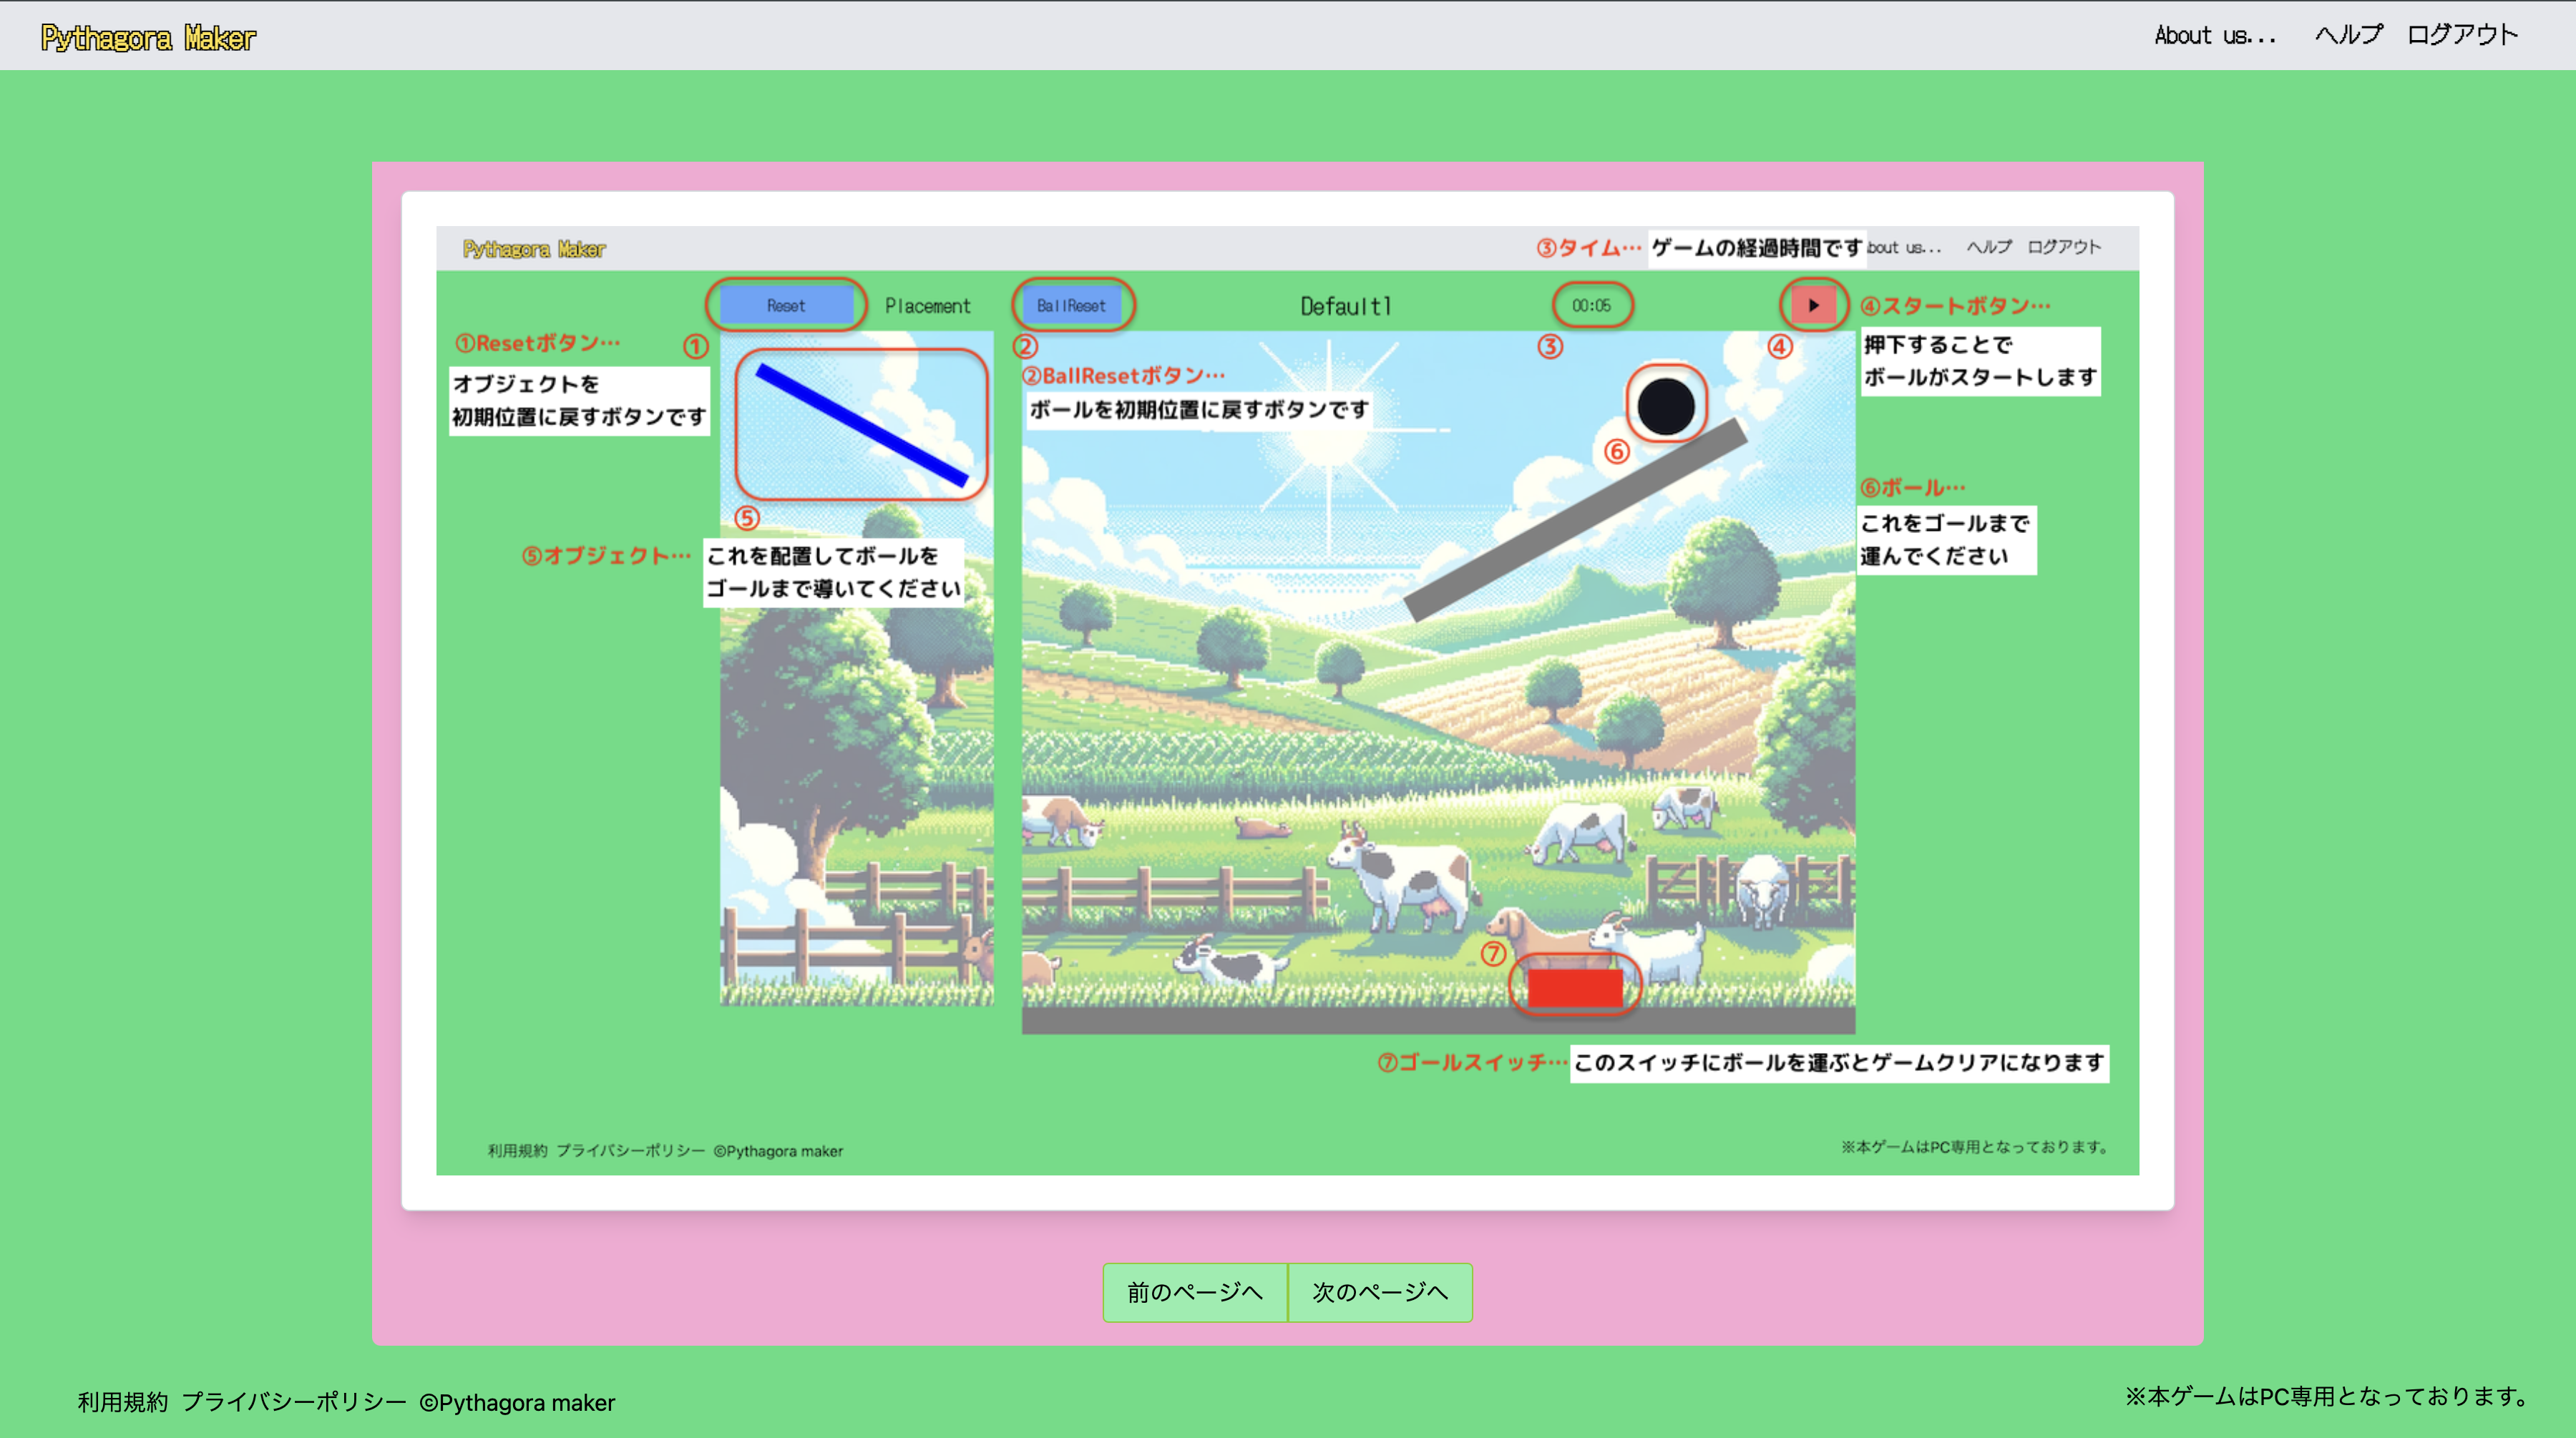 Pythagora Maker
About us... ヘルプ ログアウト
Pythagora Maker
③タイム… ゲームの経過時間です
bout us... ヘルプ ログアウト
Reset
Placement
BallReset
Default1
00:05
④スタートボタン…
押下することで
ボールがスタートします
①Resetボタン…
①
オブジェクトを
初期位置に戻すボタンです
②
②BallResetボタン…
ボールを初期位置に戻すボタンです
③
④
⑥
⑥ボール…
これをゴールまで
運んでください
⑤
⑤オブジェクト…
これを配置してボールを
ゴールまで導いてください
⑦
⑦ゴールスイッチ…このスイッチにボールを運ぶとゲームクリアになります
利用規約 プライバシーポリシー ©Pythagora maker
※本ゲームはPC専用となっております。
前のページへ
次のページへ
利用規約 プライバシーポリシー ©Pythagora maker
※本ゲームはPC専用となっております。